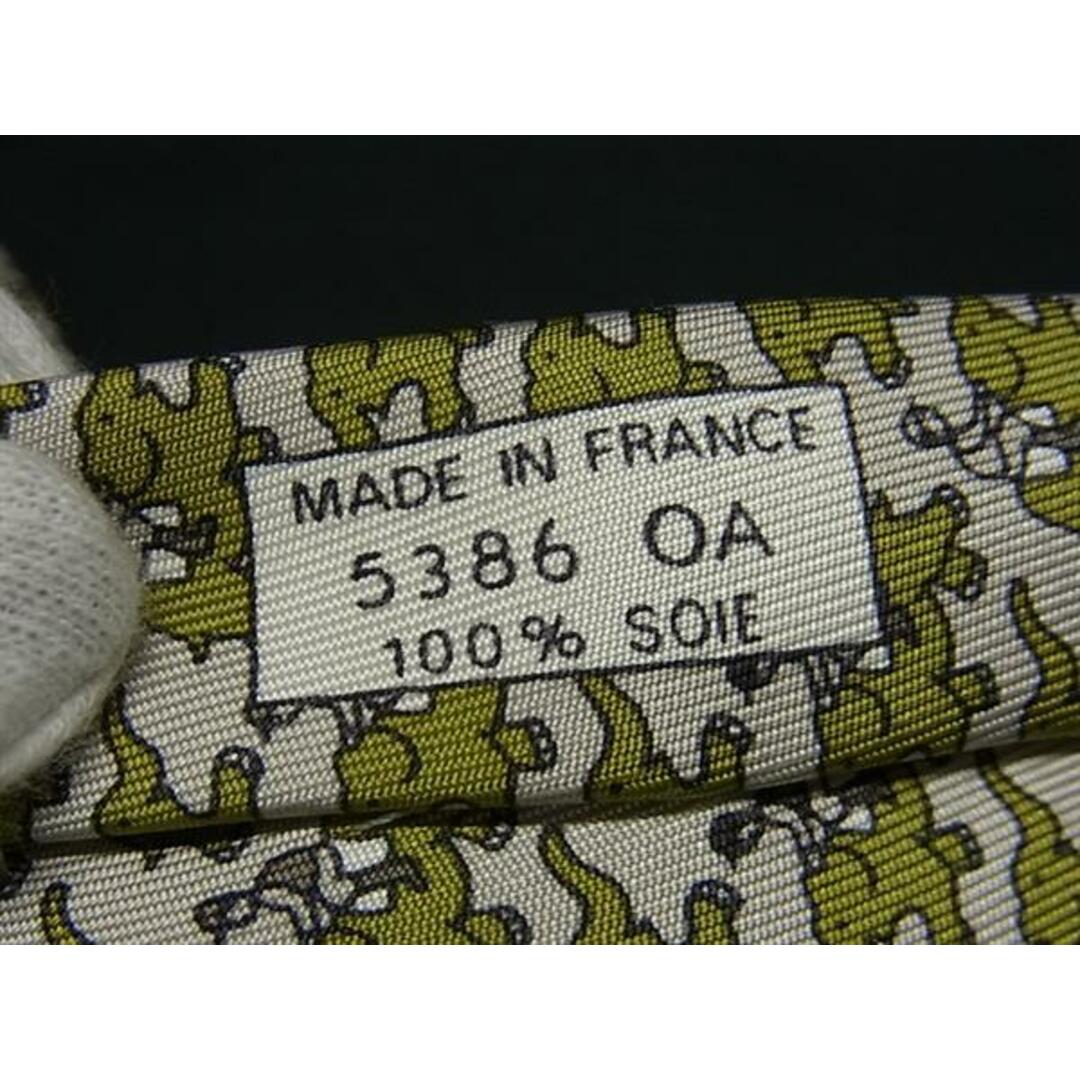 MADE IN FRANCE
5386 OA
100% SOIE